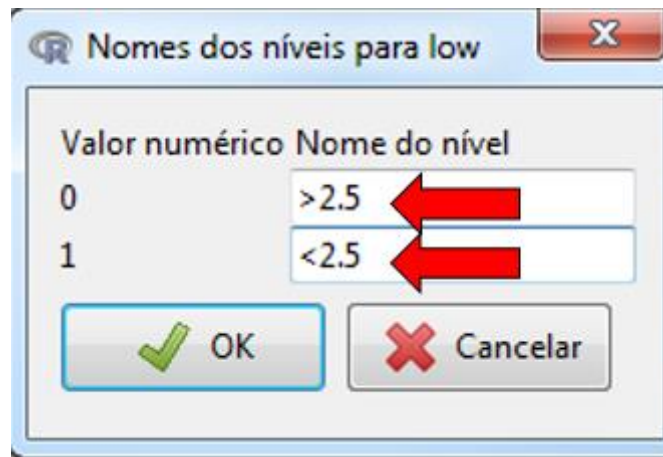 Nomes dos níveis para low
Valor numérico Nome do nível
0 >2.5
1 <2.5
OK Cancelar